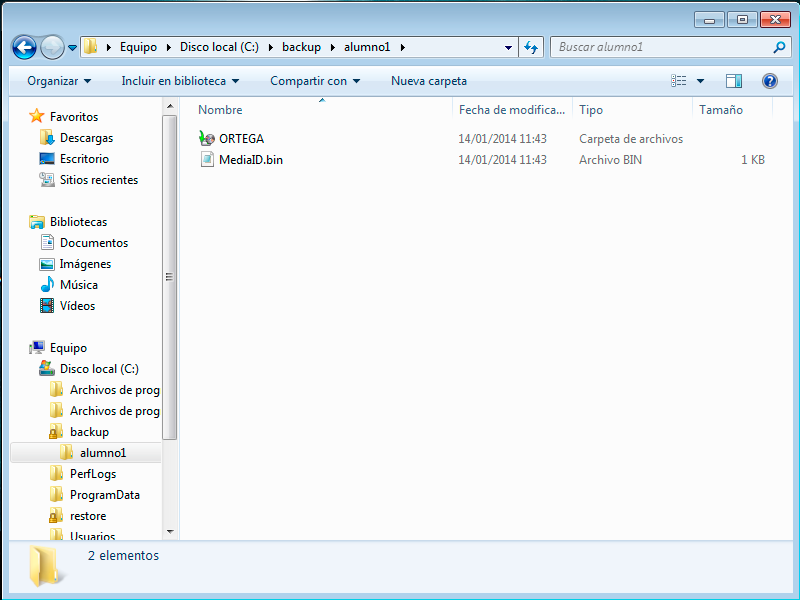 Equipo Disco local (C:) backup alumno1 Buscar alumno1
Organizar Incluir en biblioteca Compartir con Nueva carpeta
Nombre Fecha de modifica... Tipo Tamaño
ORTEGA 14/01/2014 11:43 Carpeta de archivos
MediaID.bin 14/01/2014 11:43 Archivo BIN 1 KB
Favoritos
Descargas
Escritorio
Sitios recientes
Bibliotecas
Documentos
Imágenes
Música
Vídeos
Equipo
Disco local (C:)
Archivos de prog
Archivos de prog
backup
alumno1
PerfLogs
ProgramData
restore
Usuarios
2 elementos